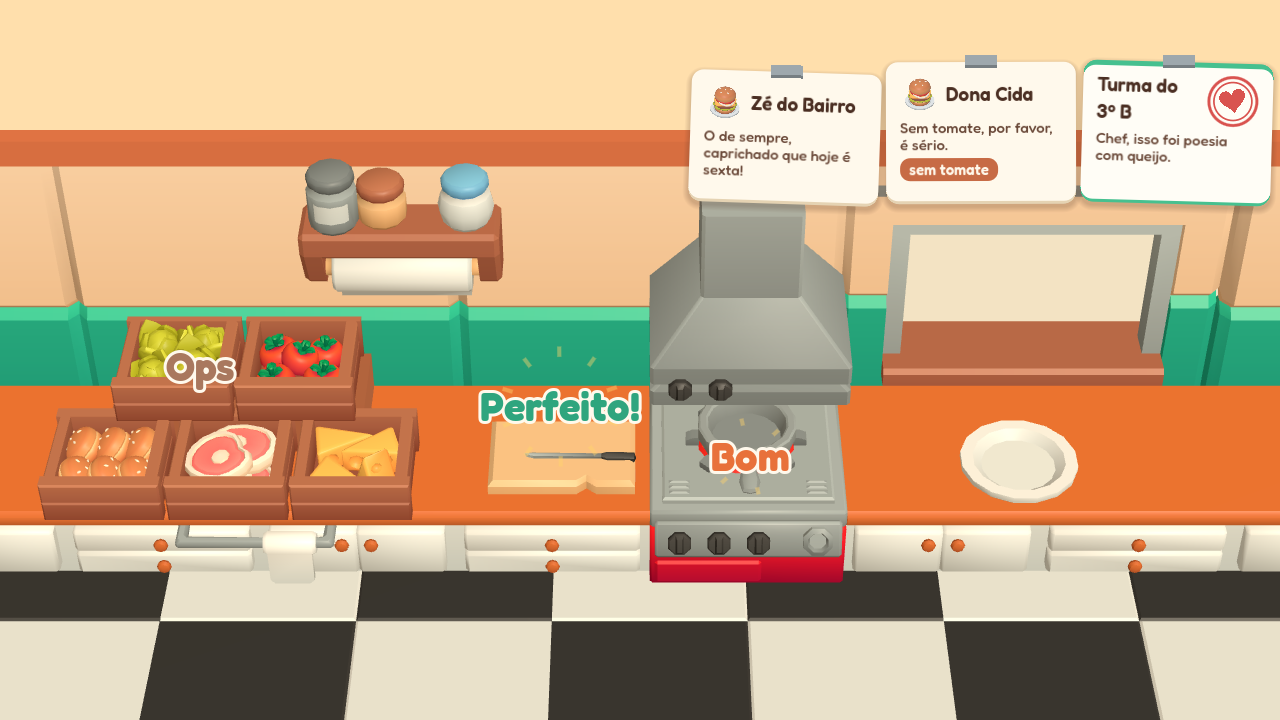 Zé do Bairro
O de sempre,
caprichado que hoje é
sexta!
Dona Cida
Sem tomate, por favor,
é sério.
sem tomate
Turma do
3º B
Chef, isso foi poesia
com queijo.
Ops
Perfeito!
Bom